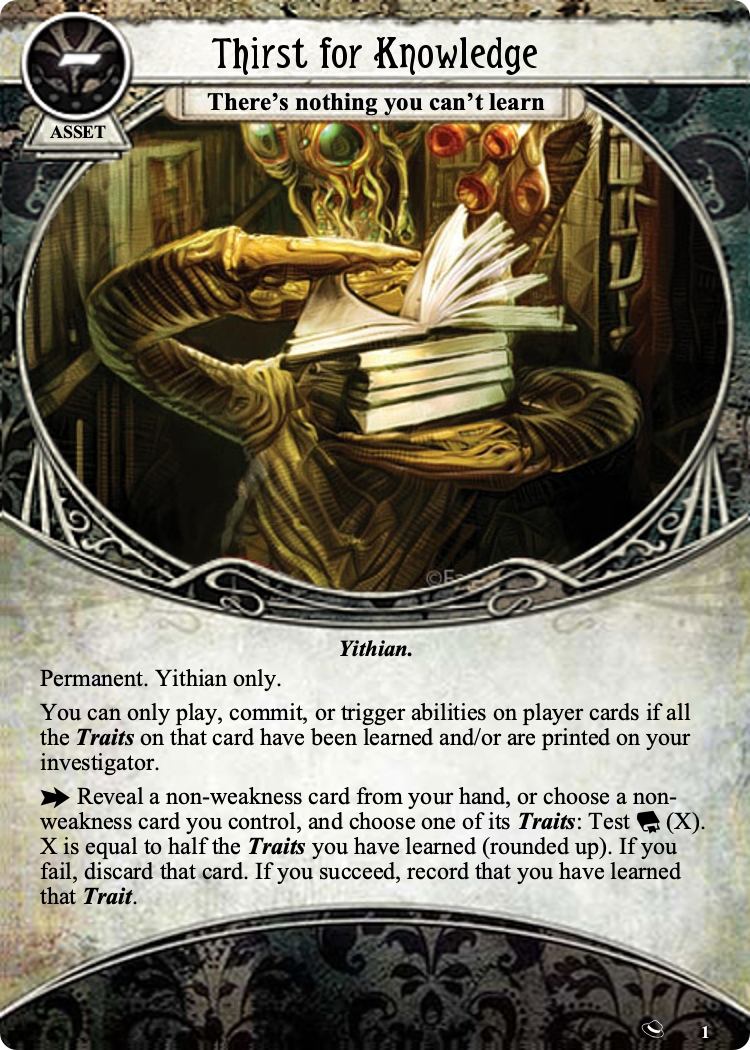 Thirst for Knowledge
There's nothing you can't learn
ASSET
Yithian.
Permanent. Yithian only.
You can only play, commit, or trigger abilities on player cards if all
the Traits on that card have been learned and/or are printed on your
investigator.
Reveal a non-weakness card from your hand, or choose a non-
weakness card you control, and choose one of its Traits: Test (X).
X is equal to half the Traits you have learned (rounded up). If you
fail, discard that card. If you succeed, record that you have learned
that Trait.
1